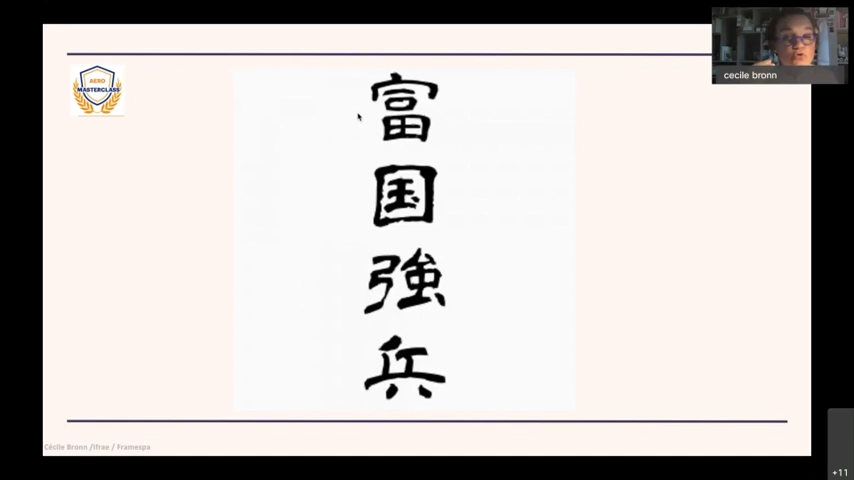 AERO
MASTERCLASS
富
国
強
兵
cecile bronn
Cécile Bronn /Ifrae / Framespa
+11